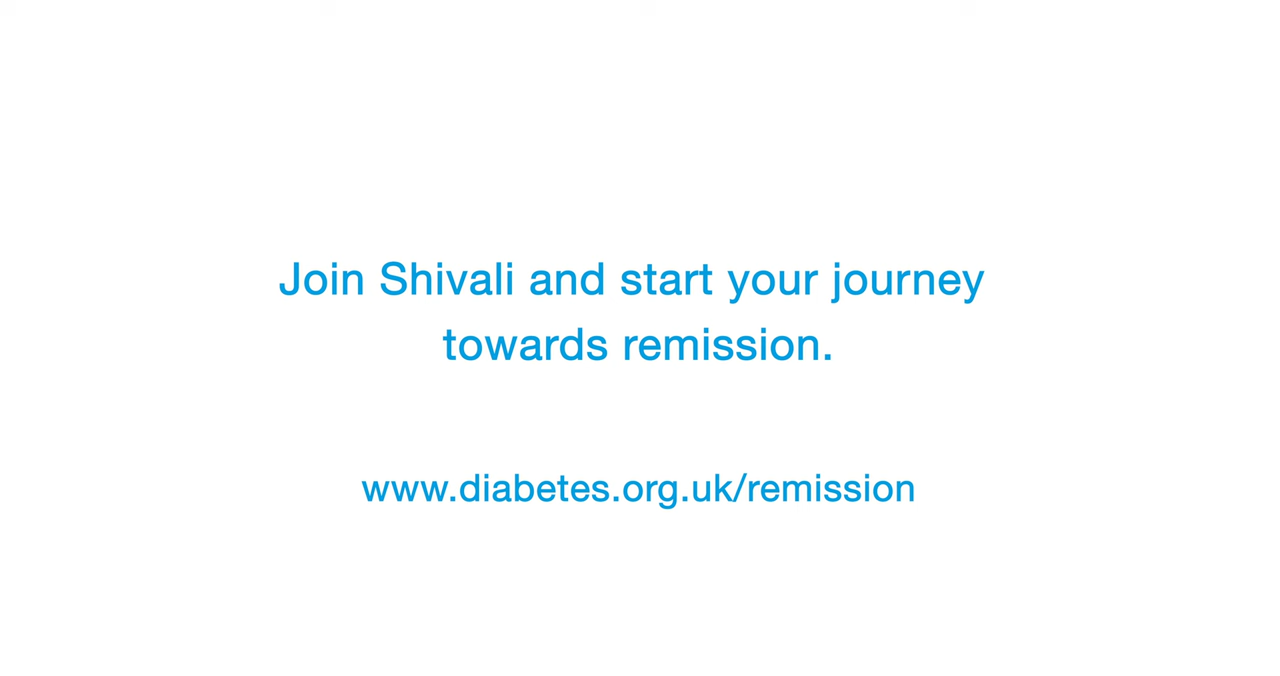 Join Shivali and start your journey
towards remission.
www.diabetes.org.uk/remission